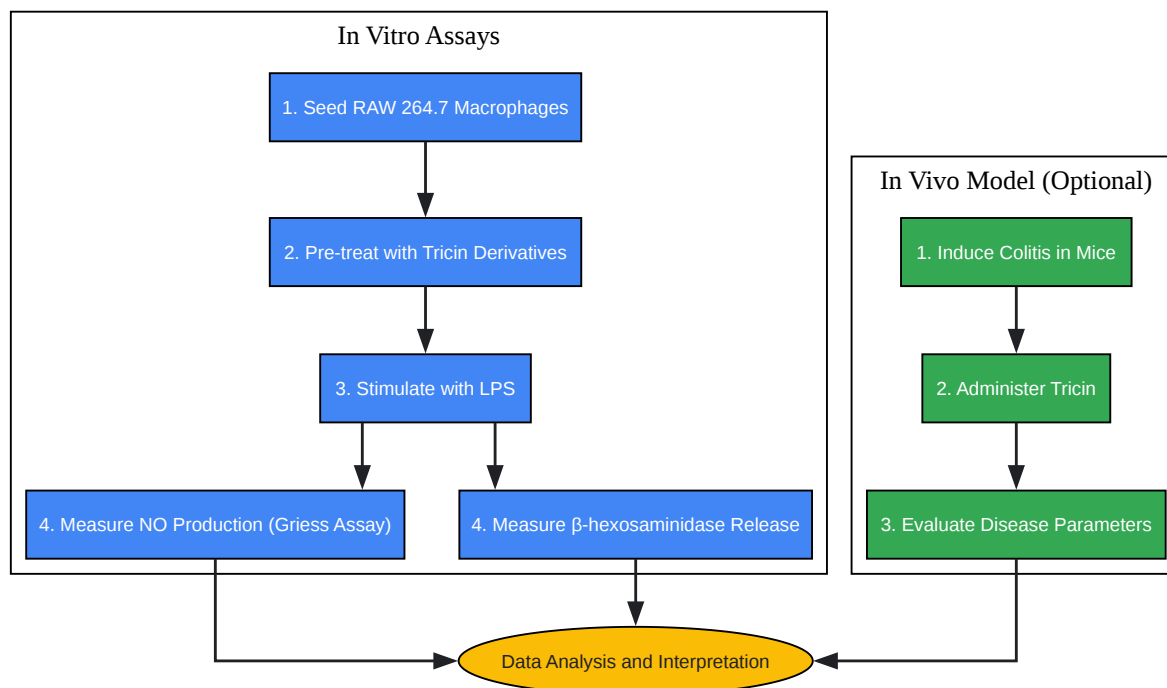 In Vitro Assays
1. Seed RAW 264.7 Macrophages
2. Pre-treat with Tricin Derivatives
3. Stimulate with LPS
4. Measure NO Production (Griess Assay)
4. Measure β-hexosaminidase Release
In Vivo Model (Optional)
1. Induce Colitis in Mice
2. Administer Tricin
3. Evaluate Disease Parameters
Data Analysis and Interpretation